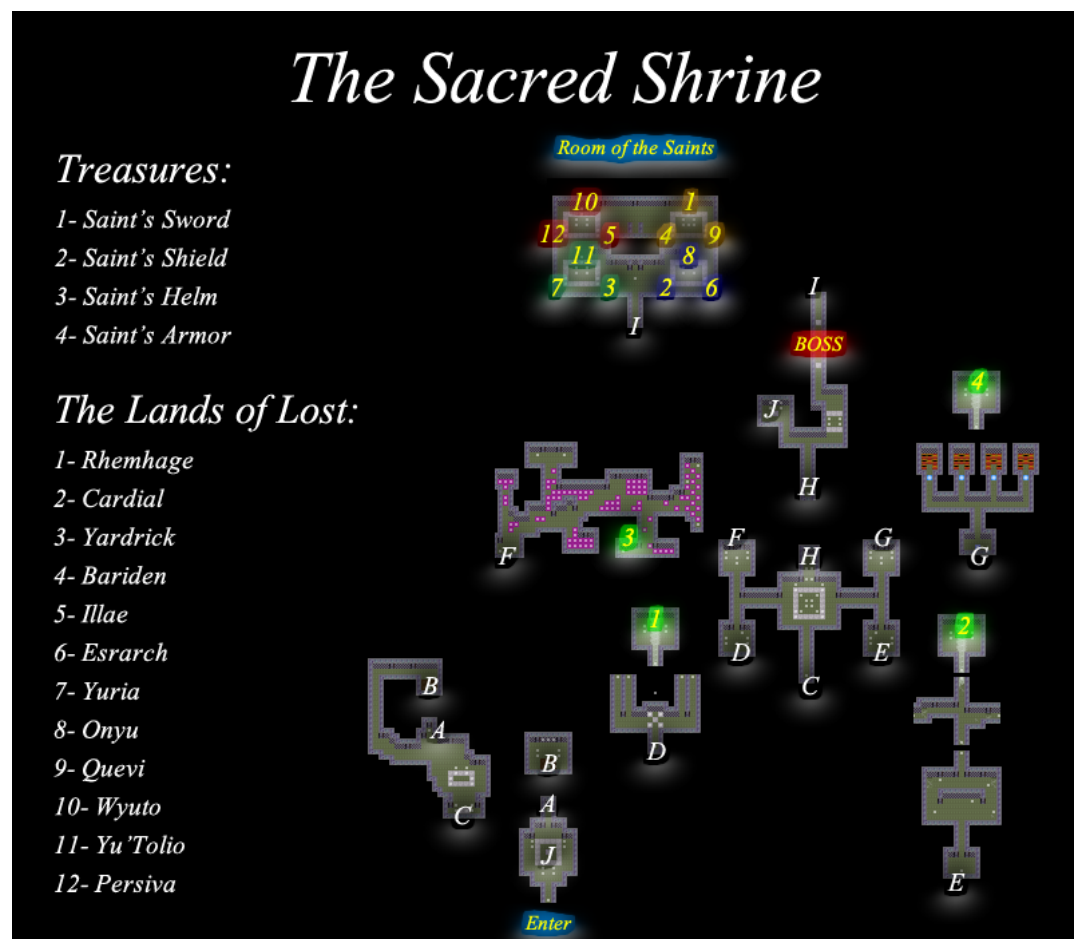 The Sacred Shrine
Treasures:
1- Saint's Sword
2- Saint's Shield
3- Saint's Helm
4- Saint's Armor
The Lands of Lost:
1- Rhemhage
2- Cardial
3- Yardrick
4- Bariden
5- Illae
6- Esrarch
7- Yuria
8- Onyu
9- Quevi
10- Wyuto
11- Yu'Tolio
12- Persiva
Room of the Saints
10 1
12 5 4 9
11 8
7 3 2 6
I
I
BOSS
4
J
H
F
3
F
H
G
G
D
C
E
1
D
2
E
B
A
C
B
A
J
Enter